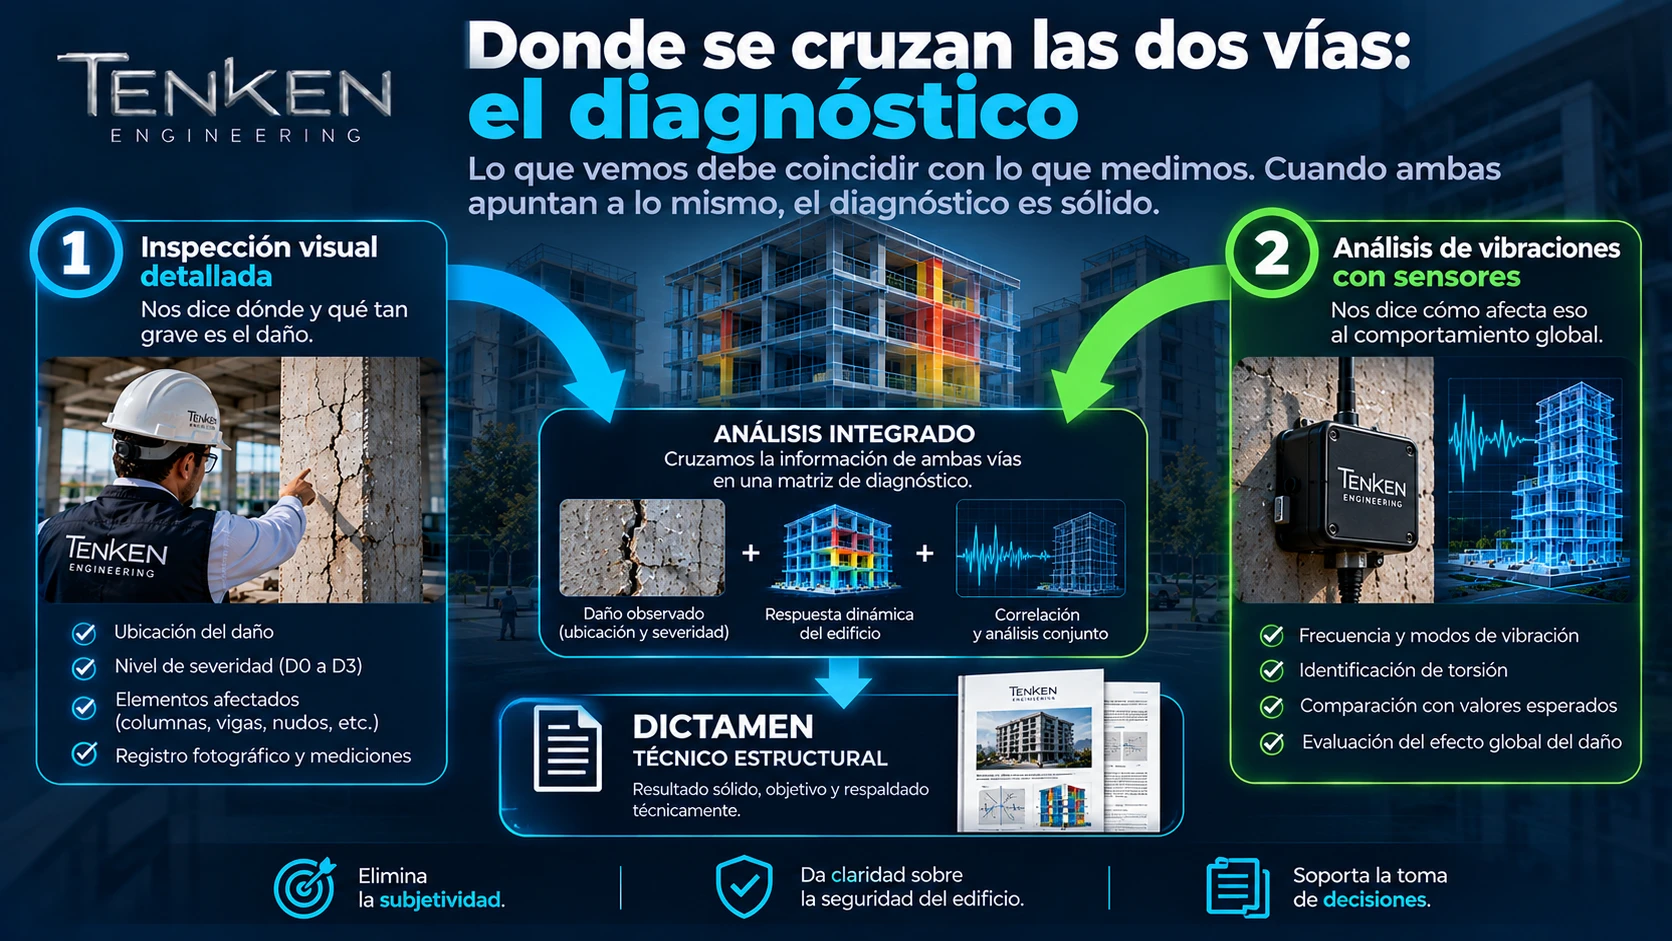 TENKEN
ENGINEERING
Donde se cruzan las dos vías:
el diagnóstico
Lo que vemos debe coincidir con lo que medimos. Cuando ambas
apuntan a lo mismo, el diagnóstico es sólido.
1
Inspección visual
detallada
Nos dice dónde y qué tan
grave es el daño.
TENKEN
ENGINEERING
TENKEN
ENGINEERING
Ubicación del daño
Nivel de severidad (D0 a D3)
Elementos afectados
(columnas, vigas, nudos, etc.)
Registro fotográfico y mediciones
2
Análisis de vibraciones
con sensores
Nos dice cómo afecta eso
al comportamiento global.
TENKEN
ENGINEERING
Frecuencia y modos de vibración
Identificación de torsión
Comparación con valores esperados
Evaluación del efecto global del daño
ANÁLISIS INTEGRADO
Cruzamos la información de ambas vías
en una matriz de diagnóstico.
+
+
Daño observado
(ubicación y severidad)
Respuesta dinámica
del edificio
Correlación
y análisis conjunto
DICTAMEN
TÉCNICO ESTRUCTURAL
Resultado sólido, objetivo y respaldado
técnicamente.
TENKEN
ENGINEERING
Elimina
la subjetividad.
Da claridad sobre
la seguridad del edificio.
Soporta la toma
de decisiones.